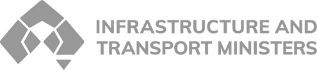 INFRASTRUCTURE AND
TRANSPORT MINISTERS